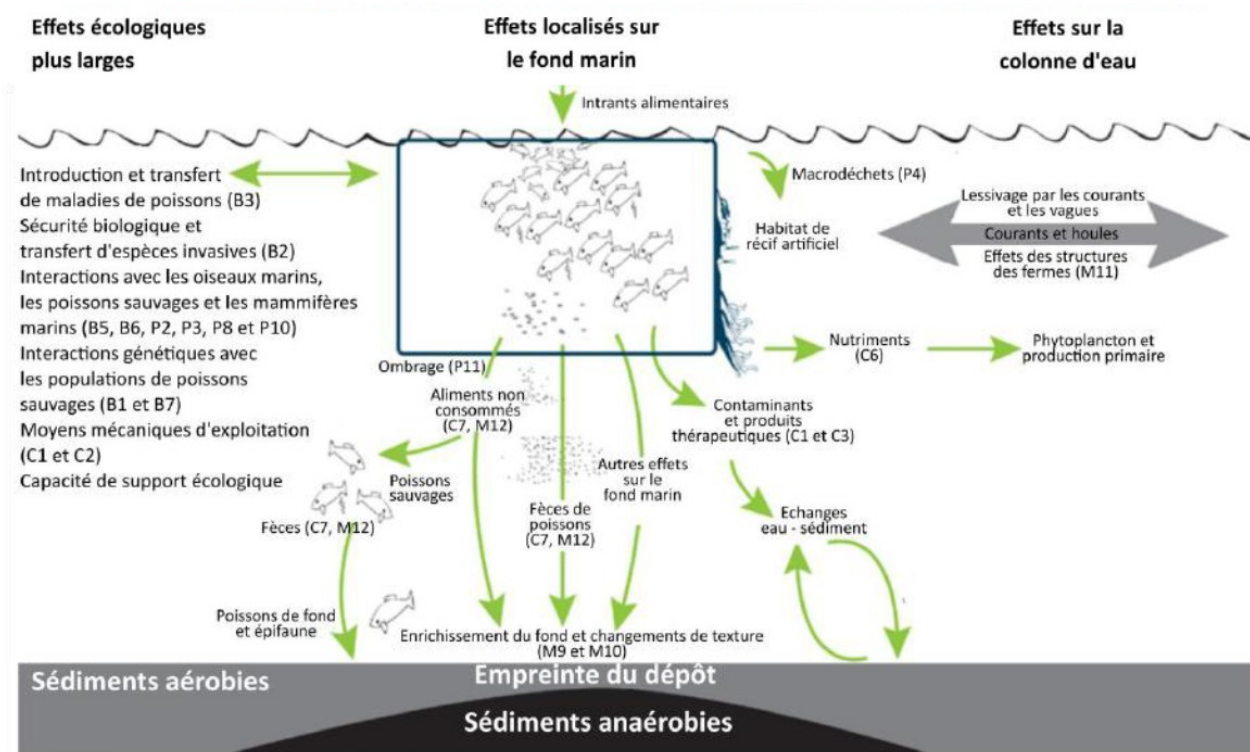 Effets écologiques
plus larges
Effets localisés sur
le fond marin
Effets sur la
colonne d'eau
Intrants alimentaires
Introduction et transfert
de maladies de poissons (B3)
Sécurité biologique et
transfert d'espèces invasives (B2)
Interactions avec les oiseaux marins,
les poissons sauvages et les mammifères
marins (B5, B6, P2, P3, P8 et P10)
Interactions génétiques avec
les populations de poissons
sauvages (B1 et B7)
Moyens mécaniques d'exploitation
(C1 et C2)
Capacité de support écologique
Macrodéchets (P4)
Habitat de
récif artificiel
Lessivage par les courants
et les vagues
Courants et houles
Effets des structures
des fermes (M11)
Nutriments
(C6)
Phytoplancton et
production primaire
Ombrage (P11)
Aliments non
consommés
(C7, M12)
Contaminants
et produits
thérapeutiques (C1 et C3)
Poissons
sauvages
Autres effets
sur le
fond marin
Fèces (C7, M12)
Fèces de
poissons
(C7, M12)
Echanges
eau - sédiment
Poissons de fond
et épifaune
Enrichissement du fond et changements de texture
(M9 et M10)
Sédiments aérobies
Empreinte du dépôt
Sédiments anaérobies